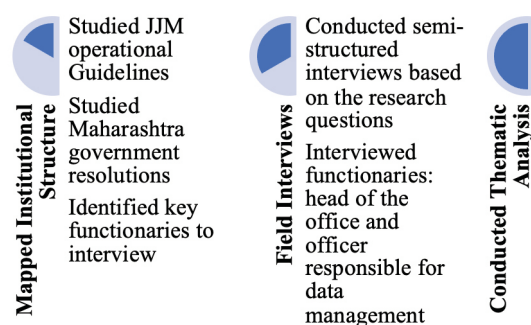 Mapped Institutional
Structure
Studied JJM
operational
Guidelines
Studied
Maharashtra
government
resolutions
Identified key
functionaries to
interview
Field Interviews
Conducted semi-
structured
interviews based
on the research
questions
Interviewed
functionaries:
head of the
office and
officer
responsible for
data
management
Conducted Thematic
Analysis